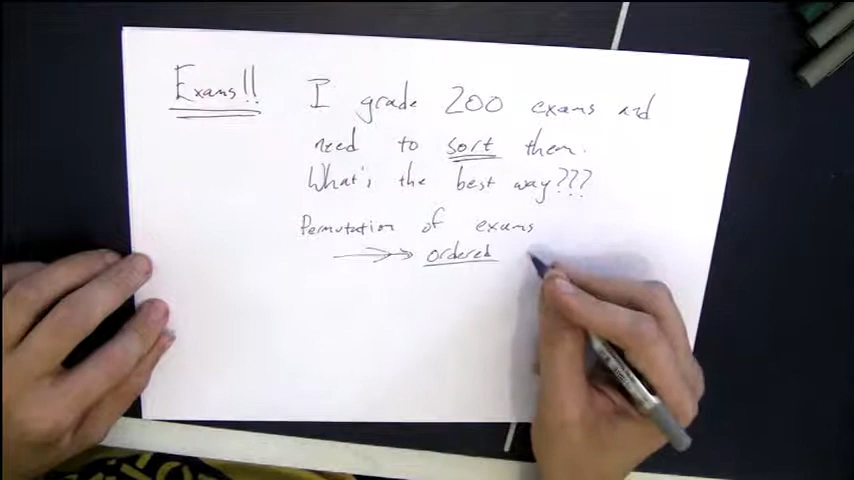 Exams!!
I grade 200 exams and
need to sort them.
What's the best way???
Permutation of exams
→→ ordered